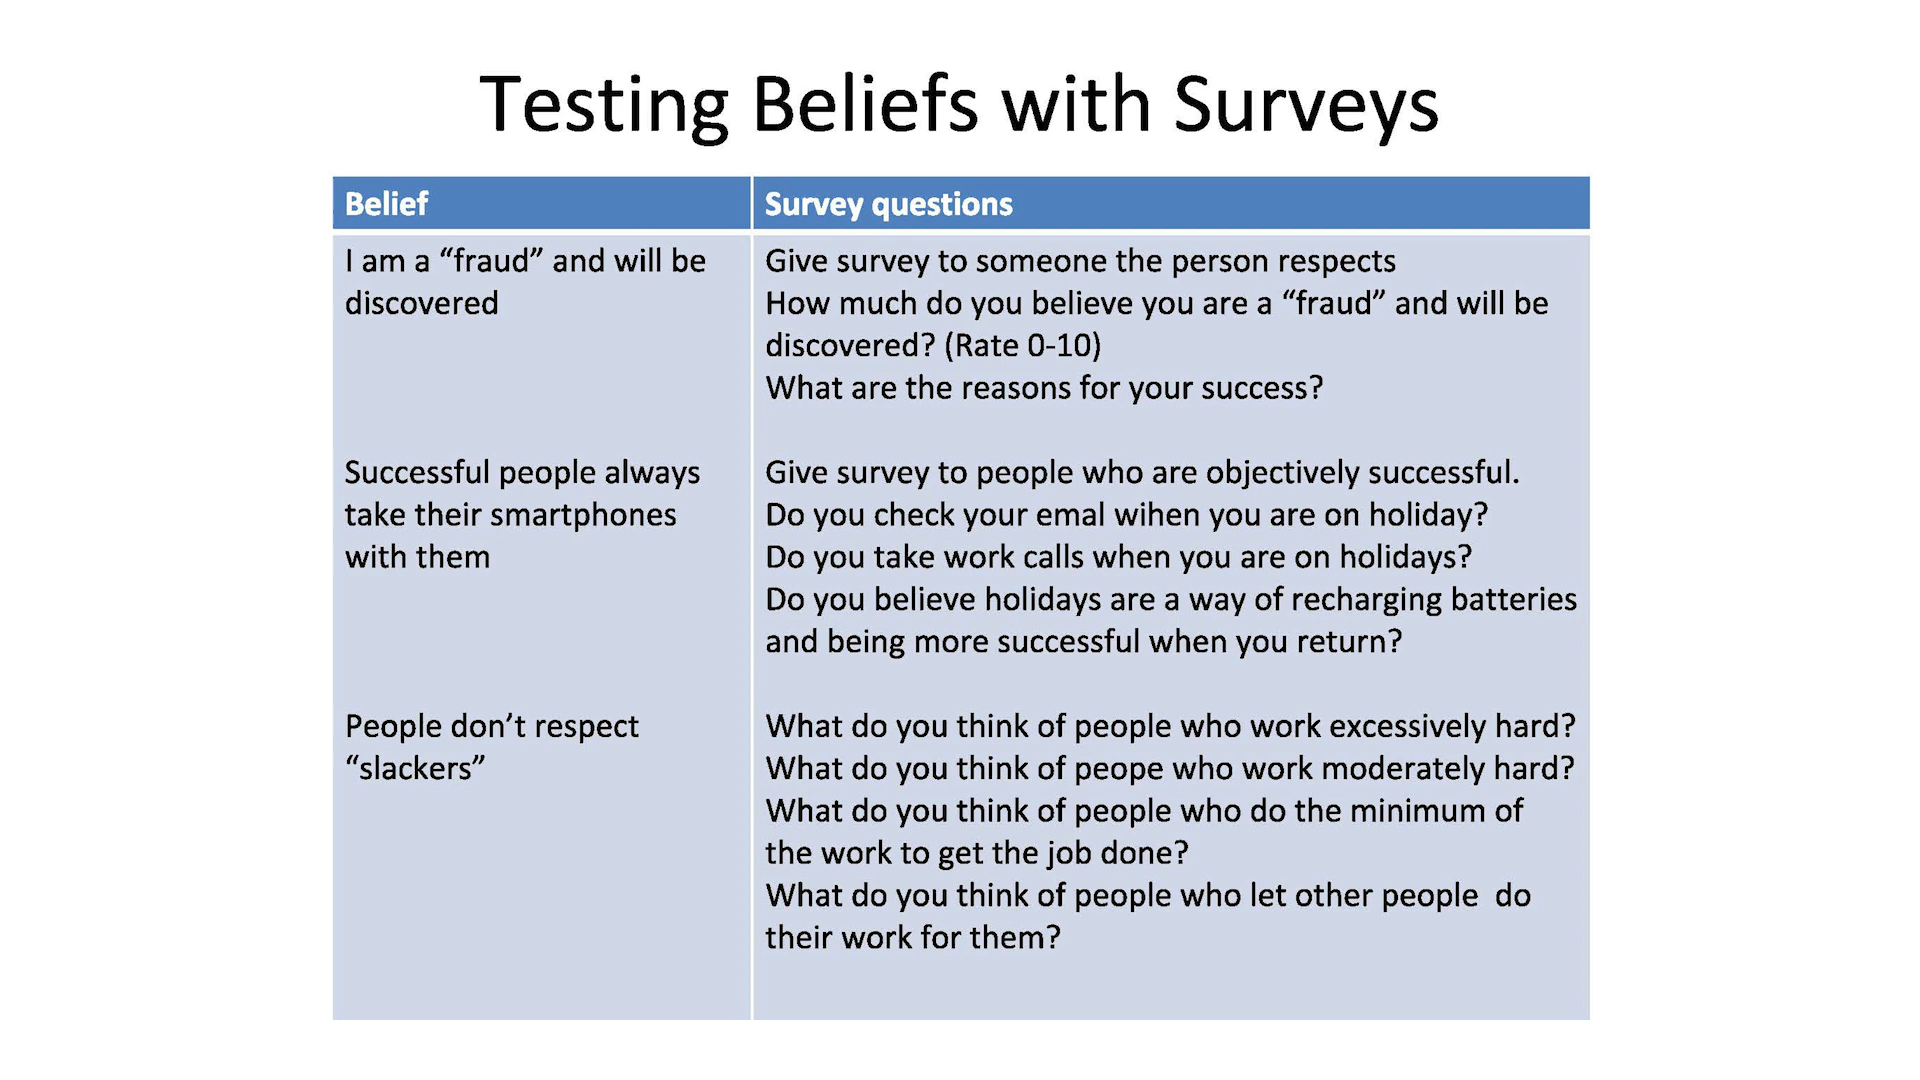 Testing Beliefs with Surveys
Belief
Survey questions
I am a “fraud” and will be
discovered
Give survey to someone the person respects
How much do you believe you are a “fraud” and will be
discovered? (Rate 0-10)
What are the reasons for your success?
Successful people always
take their smartphones
with them
Give survey to people who are objectively successful.
Do you check your emal wihen you are on holiday?
Do you take work calls when you are on holidays?
Do you believe holidays are a way of recharging batteries
and being more successful when you return?
People don’t respect
“slackers”
What do you think of people who work excessively hard?
What do you think of peope who work moderately hard?
What do you think of people who do the minimum of
the work to get the job done?
What do you think of people who let other people  do
their work for them?